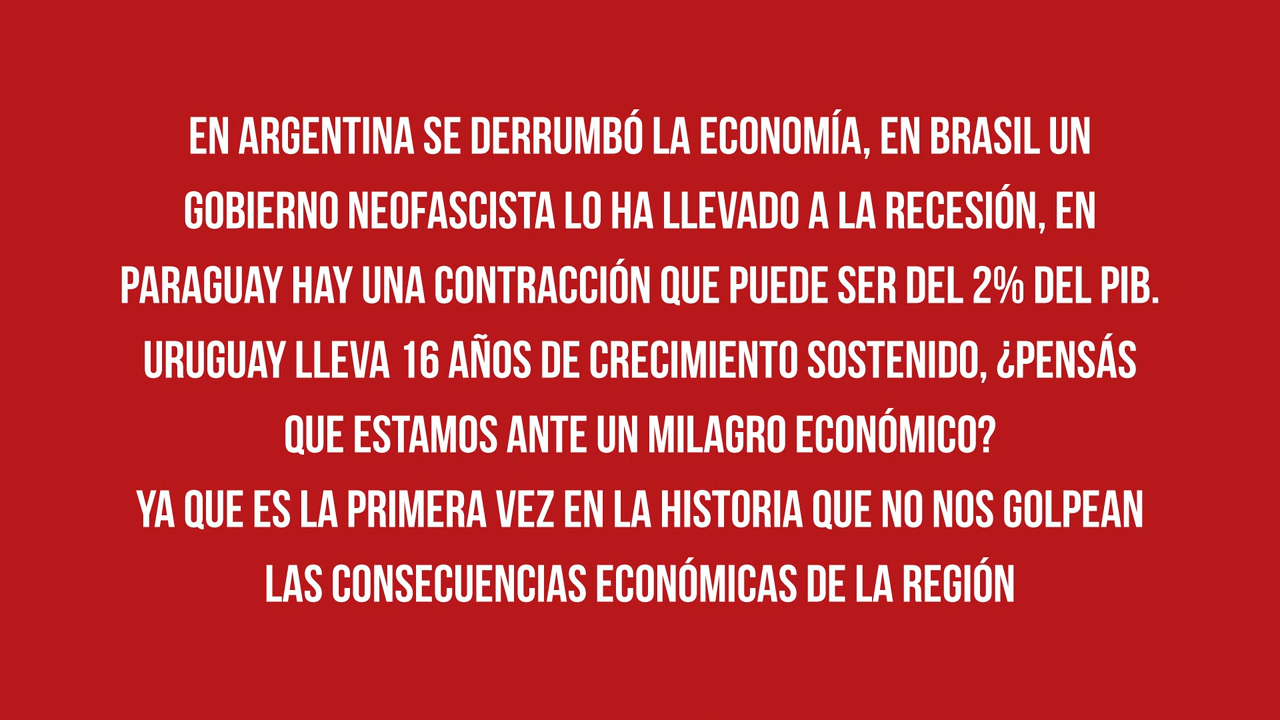 EN ARGENTINA SE DERRUMBÓ LA ECONOMÍA, EN BRASIL UN
GOBIERNO NEOFASCISTA LO HA LLEVADO A LA RECESIÓN, EN
PARAGUAY HAY UNA CONTRACCIÓN QUE PUEDE SER DEL 2% DEL PIB.
URUGUAY LLEVA 16 AÑOS DE CRECIMIENTO SOSTENIDO, ¿PENSÁS
QUE ESTAMOS ANTE UN MILAGRO ECONÓMICO?
YA QUE ES LA PRIMERA VEZ EN LA HISTORIA QUE NO NOS GOLPEAN
LAS CONSECUENCIAS ECONÓMICAS DE LA REGIÓN